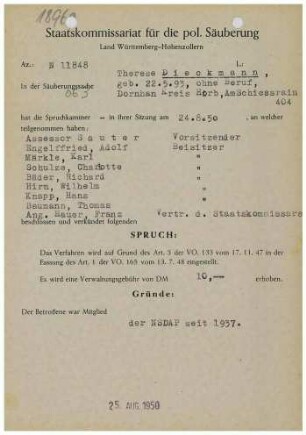 1896
Staatskommissariat für die pol. Säuberung
Land Württemberg-Hohenzollern
Az.: N 11848 L:
Therese Dieckmann,
In der Säuberungssache geb. 22.5.93, ohne Beruf,
Dornhan Kreis Horb, Am
404
hat die Spruchkammer — in ihrer Sitzung am 24.8.50 , an welcher
teilgenommen haben:
Assessor Sauter Vorsitzender
Engelffried, Adolf Beisitzer
Märkle, Karl "
Schulze, Charlotte "
Bäder, Richard "
Hirm, Wilhelm "
Knapp, Hans "
Baumann, Thomas "
Ang. Bauer, Franz Vertr. d. Staatskommissars
beschlossen und verkündet folgenden
SPRUCH:
Das Verfahren wird auf Grund des Art. 3 der VO. 133 vom 17. 11. 47 in der
Fassung des Art. 1 der VO. 165 vom 13. 7. 48 eingestellt.
Es wird eine Verwaltungsgebühr von DM 10,— erhoben.
Gründe:
Der Betroffene war Mitglied
der NSDAP seit 1937.
25. AUG. 1950